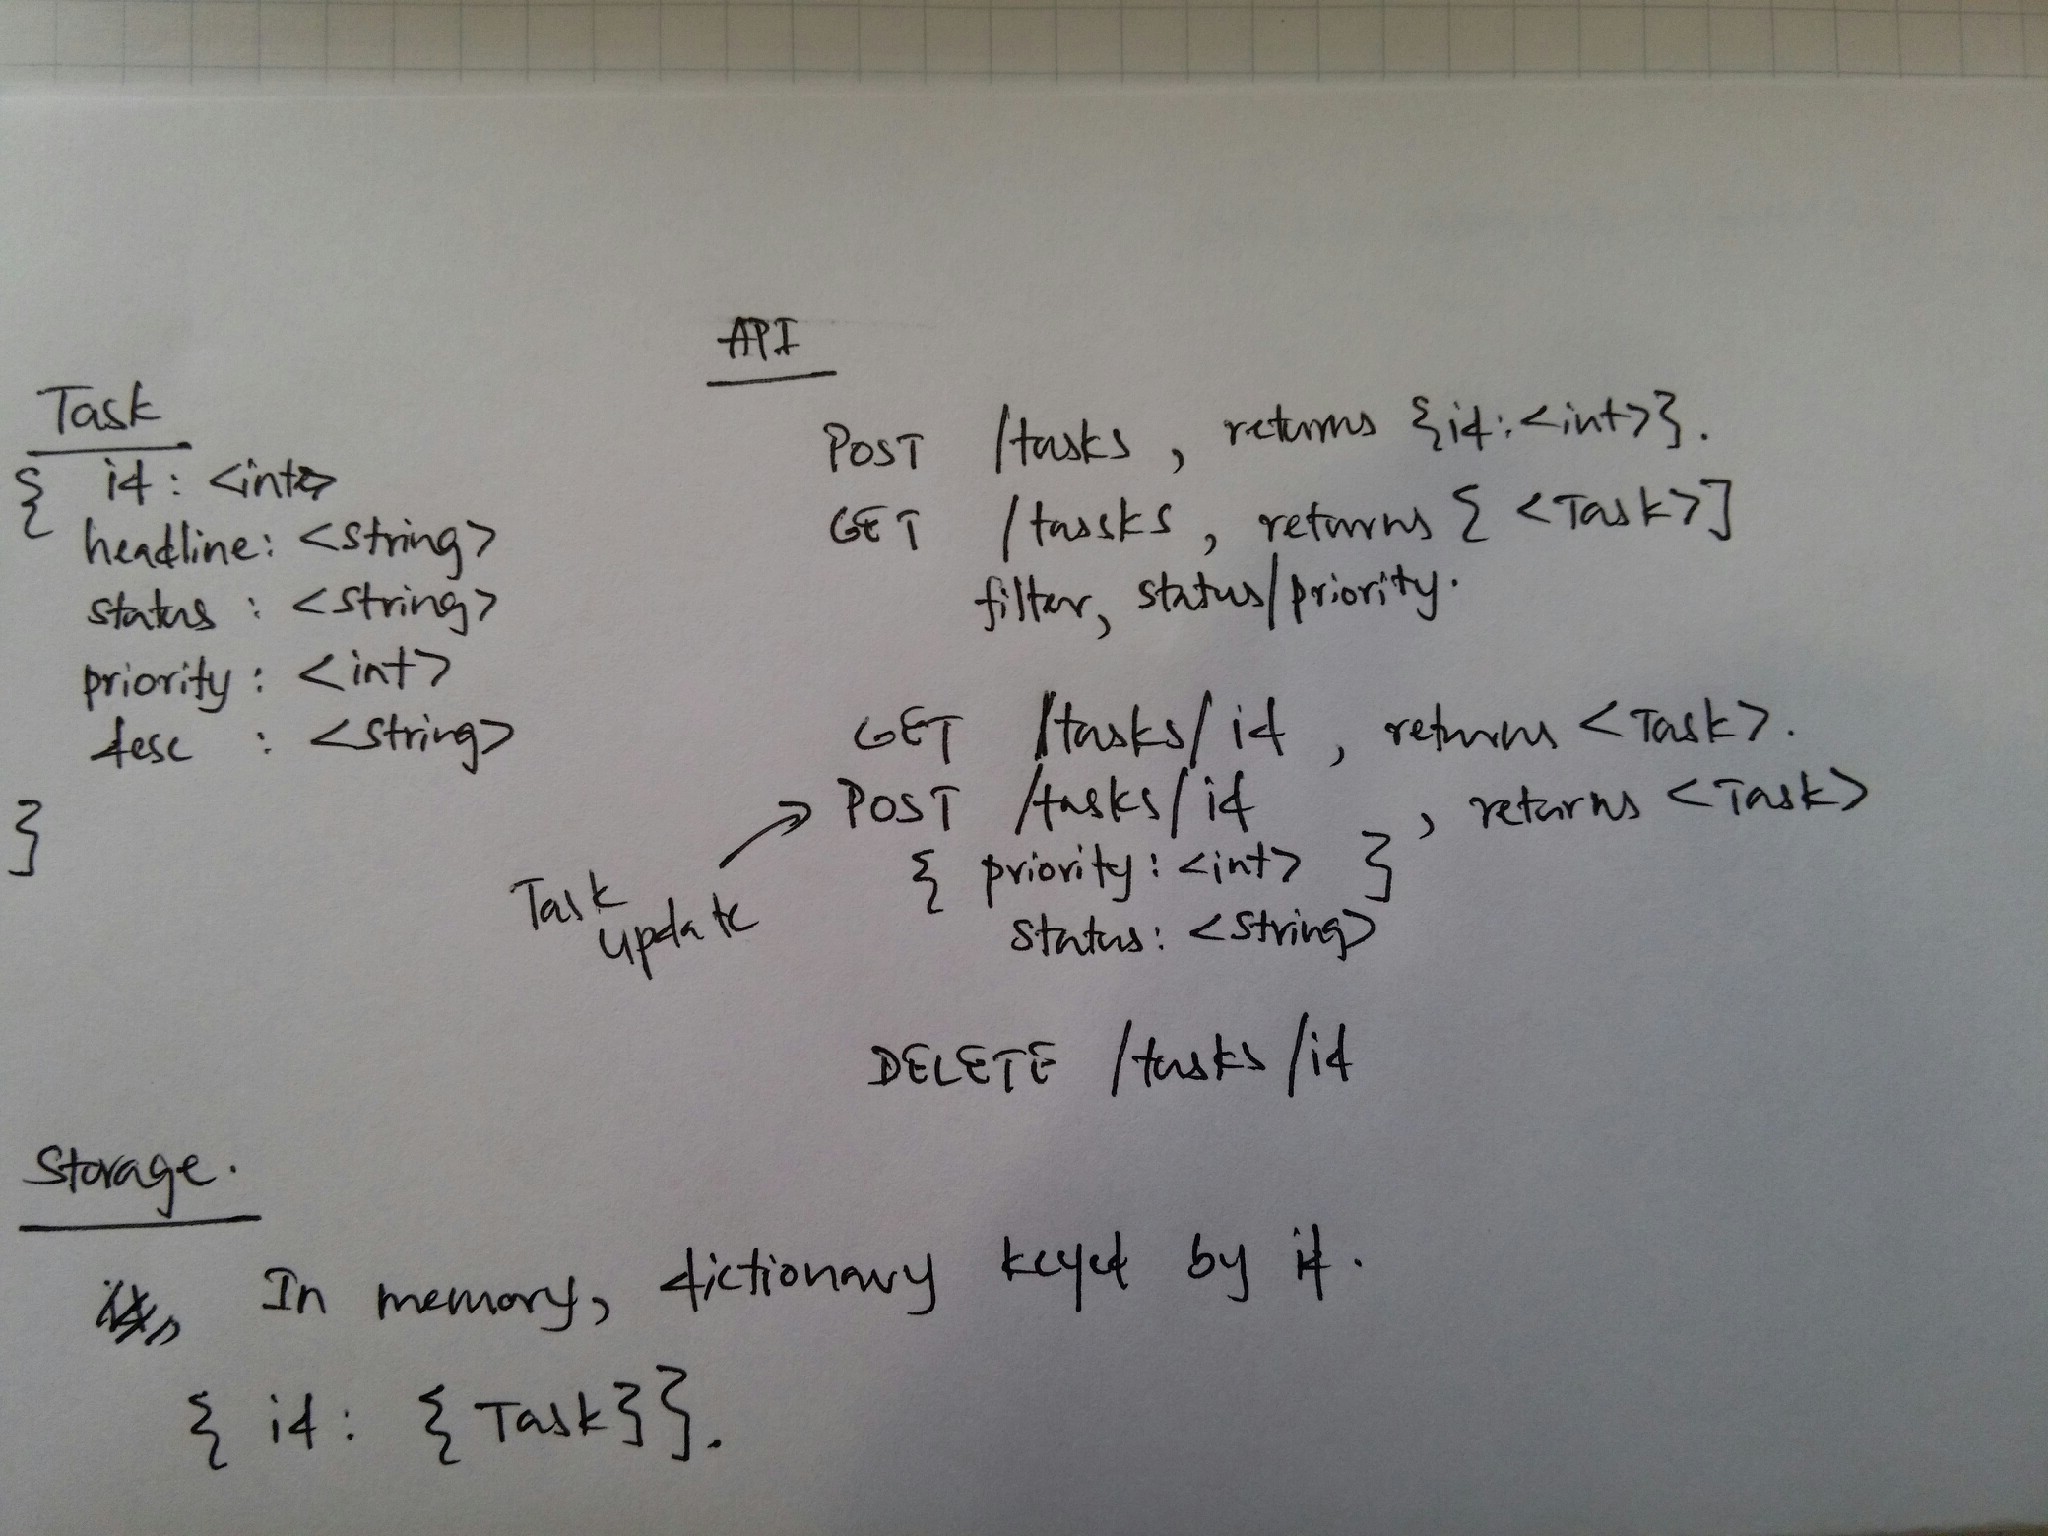 API
POST /tasks, returns {id:<int>}.
GET /tassks, returns { <Task>]
filter, status/priority.
GET /tasks/id, returns <Task>.
POST /tasks/id, returns <Task>
{ priority: <int> }
status: <string>
Task
update
DELETE /tasks/id
Task
{ id: <int>
headline: <string>
status: <string>
priority: <int>
desc: <string>
}
Storage.
In memory, dictionary keyed by id.
{ id: {Task}}.